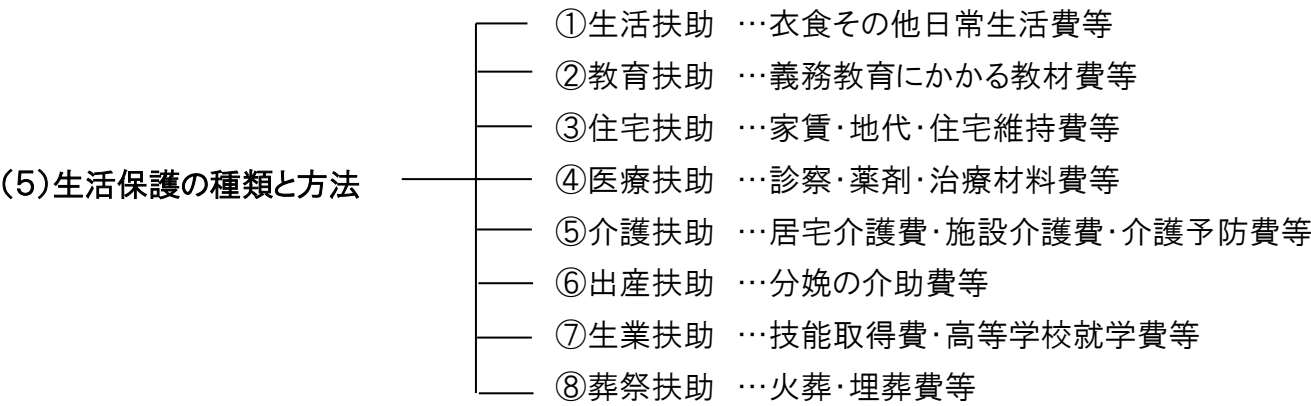 (5)生活保護の種類と方法
①生活扶助 …衣食その他日常生活費等
②教育扶助 …義務教育にかかる教材費等
③住宅扶助 …家賃・地代・住宅維持費等
④医療扶助 …診察・薬剤・治療材料費等
⑤介護扶助 …居宅介護費・施設介護費・介護予防費等
⑥出産扶助 …分娩の介助費等
⑦生業扶助 …技能取得費・高等学校就学費等
⑧葬祭扶助 …火葬・埋葬費等